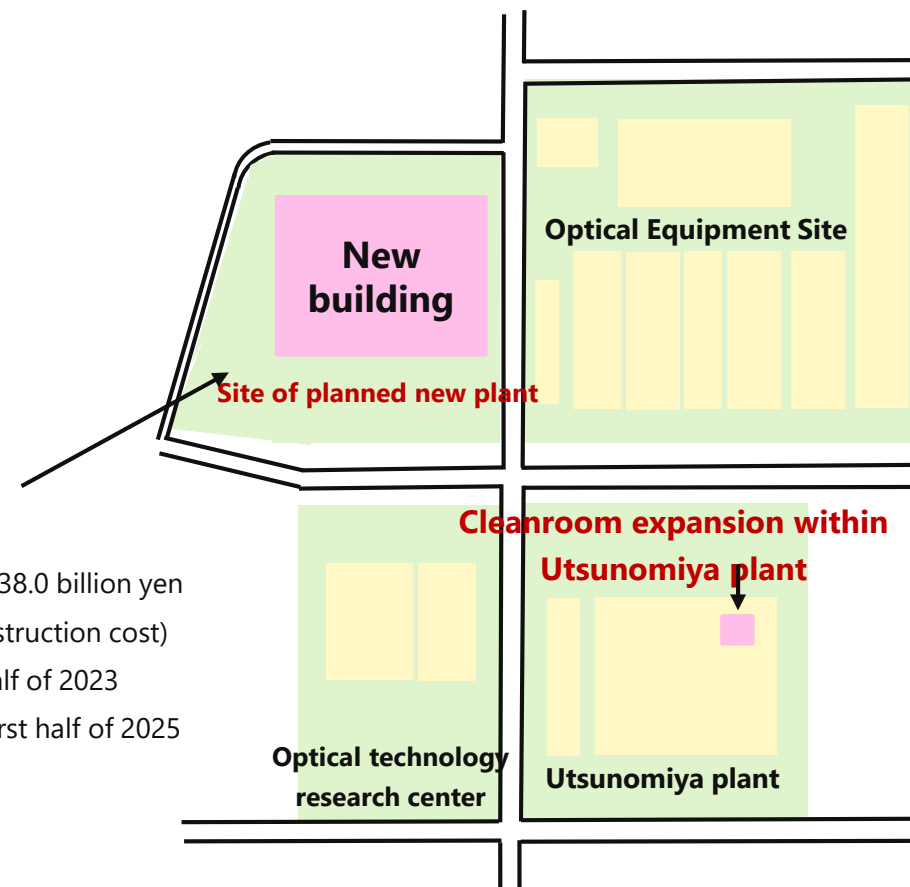 Optical Equipment Site
New
building
Site of planned new plant
Cleanroom expansion within
Utsunomiya plant
38.0 billion yen
struction cost)
alf of 2023
rst half of 2025
Optical technology
research center
Utsunomiya plant